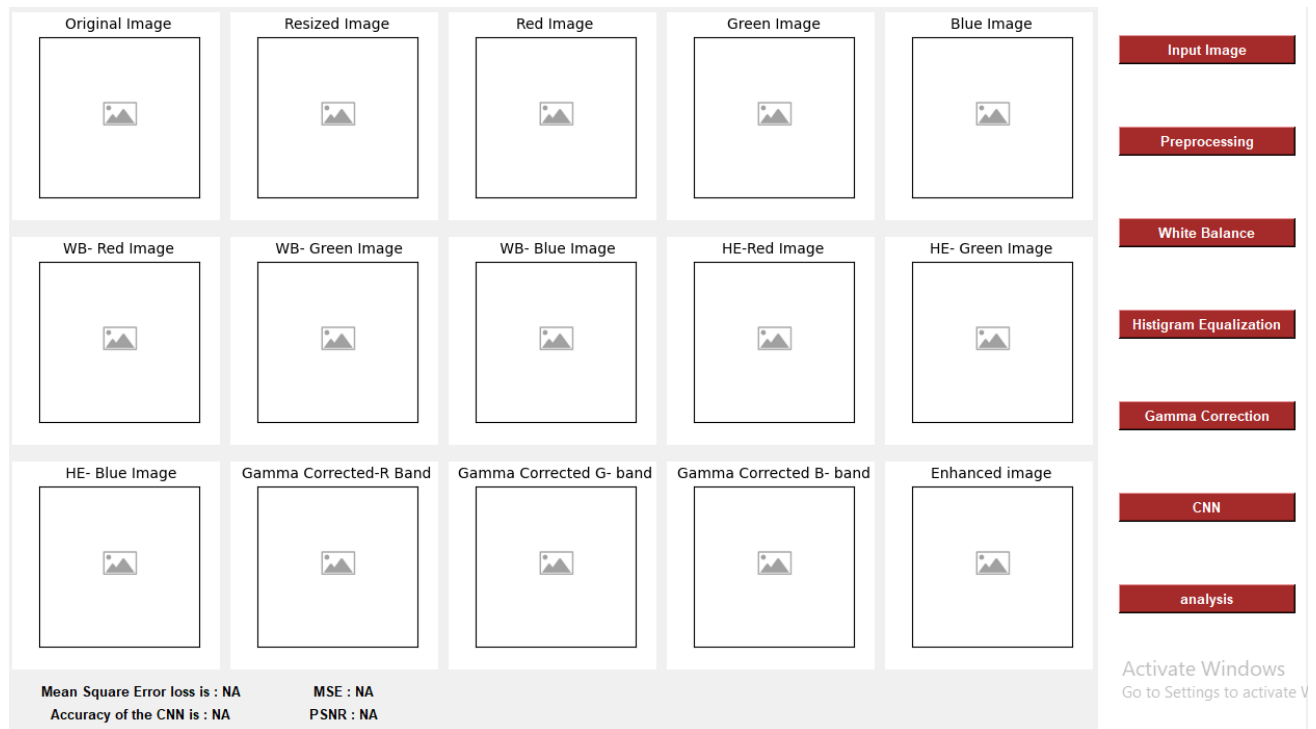 Original Image
Resized Image
Red Image
Green Image
Blue Image
WB- Red Image
WB- Green Image
WB- Blue Image
HE-Red Image
HE- Green Image
HE- Blue Image
Gamma Corrected-R Band
Gamma Corrected G- band
Gamma Corrected B- band
Enhanced image
Mean Square Error loss is : NA
MSE : NA
Accuracy of the CNN is : NA
PSNR : NA
Input Image
Preprocessing
White Balance
Histigram Equalization
Gamma Correction
CNN
analysis
Activate Windows
Go to Settings to activate